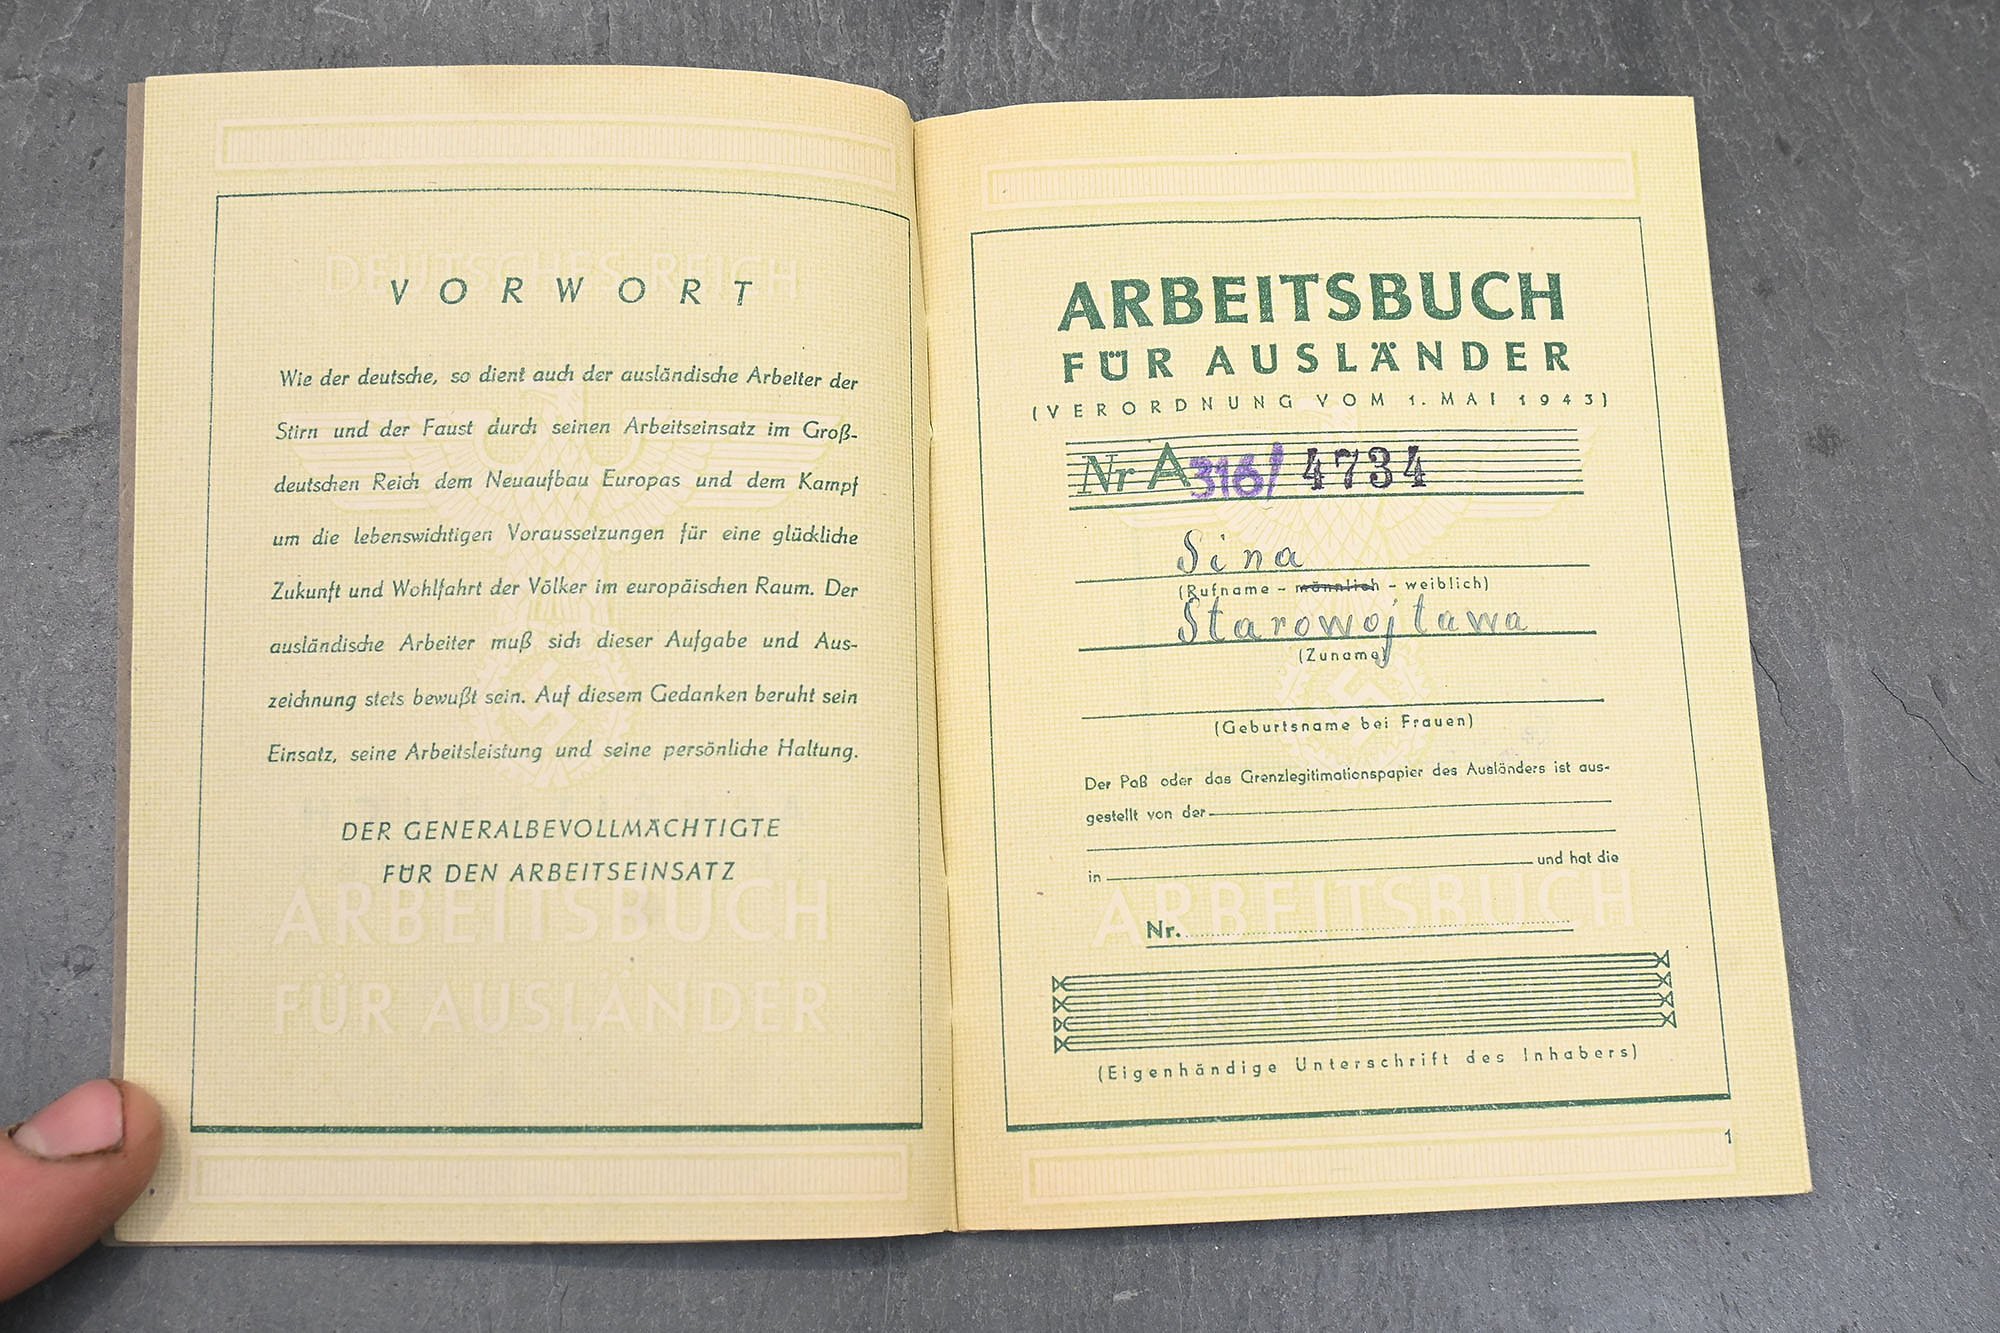 DEUTSCHES REICH
VORWORT
Wie der deutsche, so dient auch der ausländische Arbeiter der
Stirn und der Faust durch seinen Arbeitseinsatz im Groß-
deutschen Reich dem Neuaufbau Europas und dem Kampf
um die lebenswichtigen Voraussetzungen für eine glückliche
Zukunft und Wohlfahrt der Völker im europäischen Raum. Der
ausländische Arbeiter muß sich dieser Aufgabe und Aus-
zeichnung stets bewußt sein. Auf diesem Gedanken beruht sein
Einsatz, seine Arbeitsleistung und seine persönliche Haltung.
DER GENERALBEVOLLMÄCHTIGTE
FÜR DEN ARBEITSEINSATZ
ARBEITSBUCH
FÜR AUSLÄNDER
ARBEITSBUCH
FÜR AUSLÄNDER
(VERORDNUNG VOM 1. MAI 1943)
Nr A 316/ 4734
Sina
(Rufname - männlich - weiblich)
Starowojtawa
(Zuname)
(Geburtsname bei Frauen)
Der Paß oder das Grenzlegitimationspapier des Ausländers ist aus-
gestellt von der
in und hat die
ARBEITSBUCH
Nr.
FÜR AUSLÄNDER
(Eigenhändige Unterschrift des Inhabers)
1